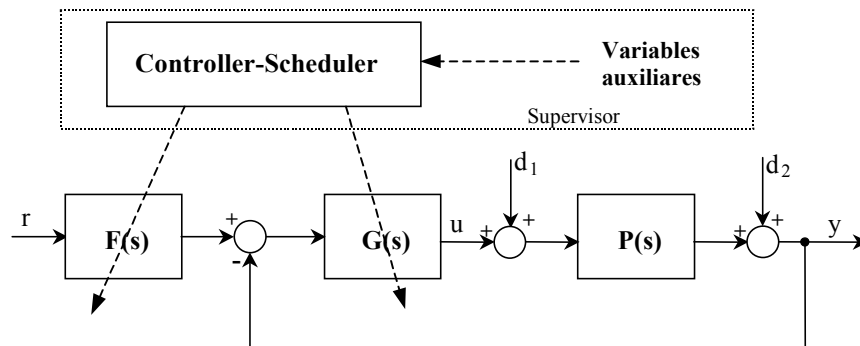 Controller-Scheduler
Variables
auxiliares
Supervisor
d1
d2
r
F(s)
+
-
G(s)
u
+
+
P(s)
+
+
y